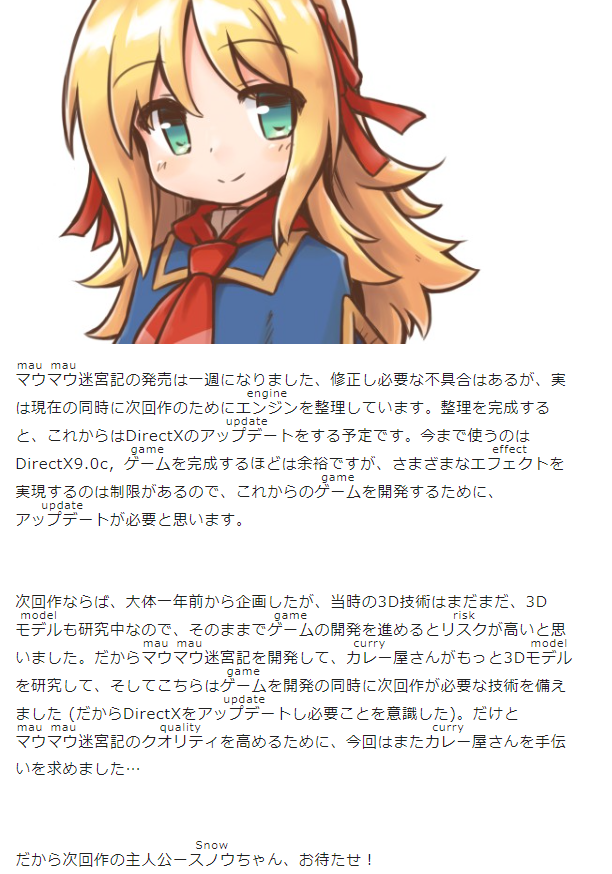 mau mau
マウマウ迷宮記の発売は一週になりました、修正し必要な不具合はあるが、実
engine
は現在の同時に次回作のためにエンジンを整理しています。整理を完成する
update
と、これからはDirectXのアップデートをする予定です。今まで使うのは
game effect
DirectX9.0c，ゲームを完成するほどは余裕ですが、さまざまなエフェクトを
game
実現するのは制限があるので、これからのゲームを開発するために、
update
アップデートが必要と思います。
次回作ならば、大体一年前から企画したが、当時の3D技術はまだまだ、3D
model game risk
モデルも研究中なので、そのままでゲームの開発を進めるとリスクが高いと思
mau mau curry model
いました。だからマウマウ迷宮記を開発して、カレー屋さんがもっと3Dモデル
game
を研究して、そしてこちらはゲームを開発の同時に次回作が必要な技術を備え
update
ました (だからDirectXをアップデートし必要ことを意識した)。だけと
mau mau quality curry
マウマウ迷宮記のクオリティを高めるために、今回はまたカレー屋さんを手伝
いを求めました…
Snow
だから次回作の主人公ースノウちゃん、お待たせ！